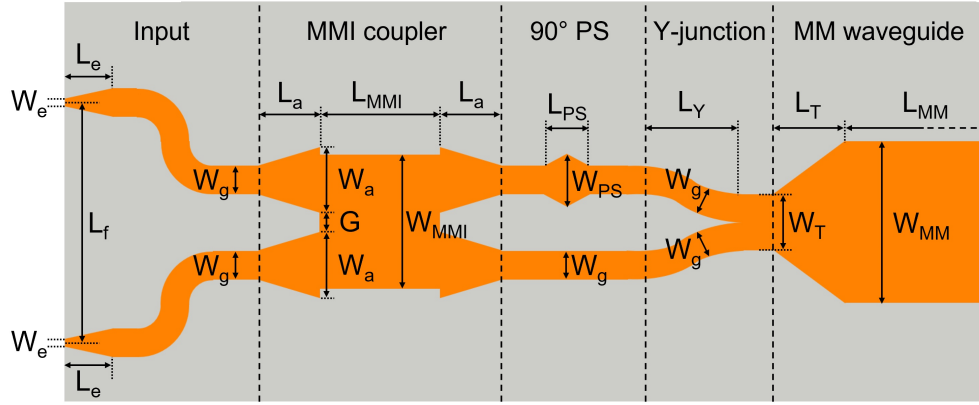 Input MMI coupler 90° PS Y-junction MM waveguide
Le La LMMI La LPS LY LT LMM
We
Wg Wa WPS Wg
Lf G WMMI WT WMM
Wg Wa Wg Wg
We
Le